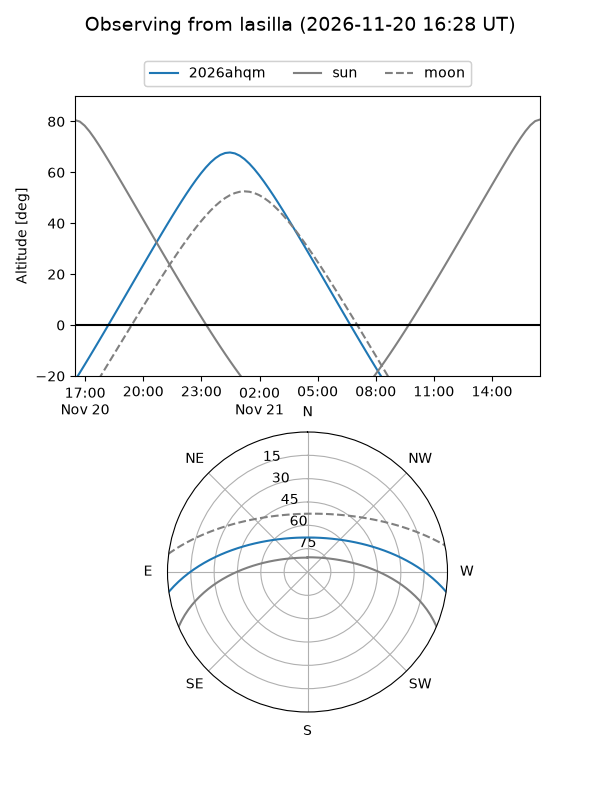 Observing from lasilla (2026-11-20 16:28 UT)
2026ahqm sun moon
Altitude [deg]
80
60
40
20
0
−20
17:00 20:00 23:00 02:00 05:00 08:00 11:00 14:00
Nov 20 Nov 21
N
NE NW
15
30
45
60
75
E W
SE SW
S